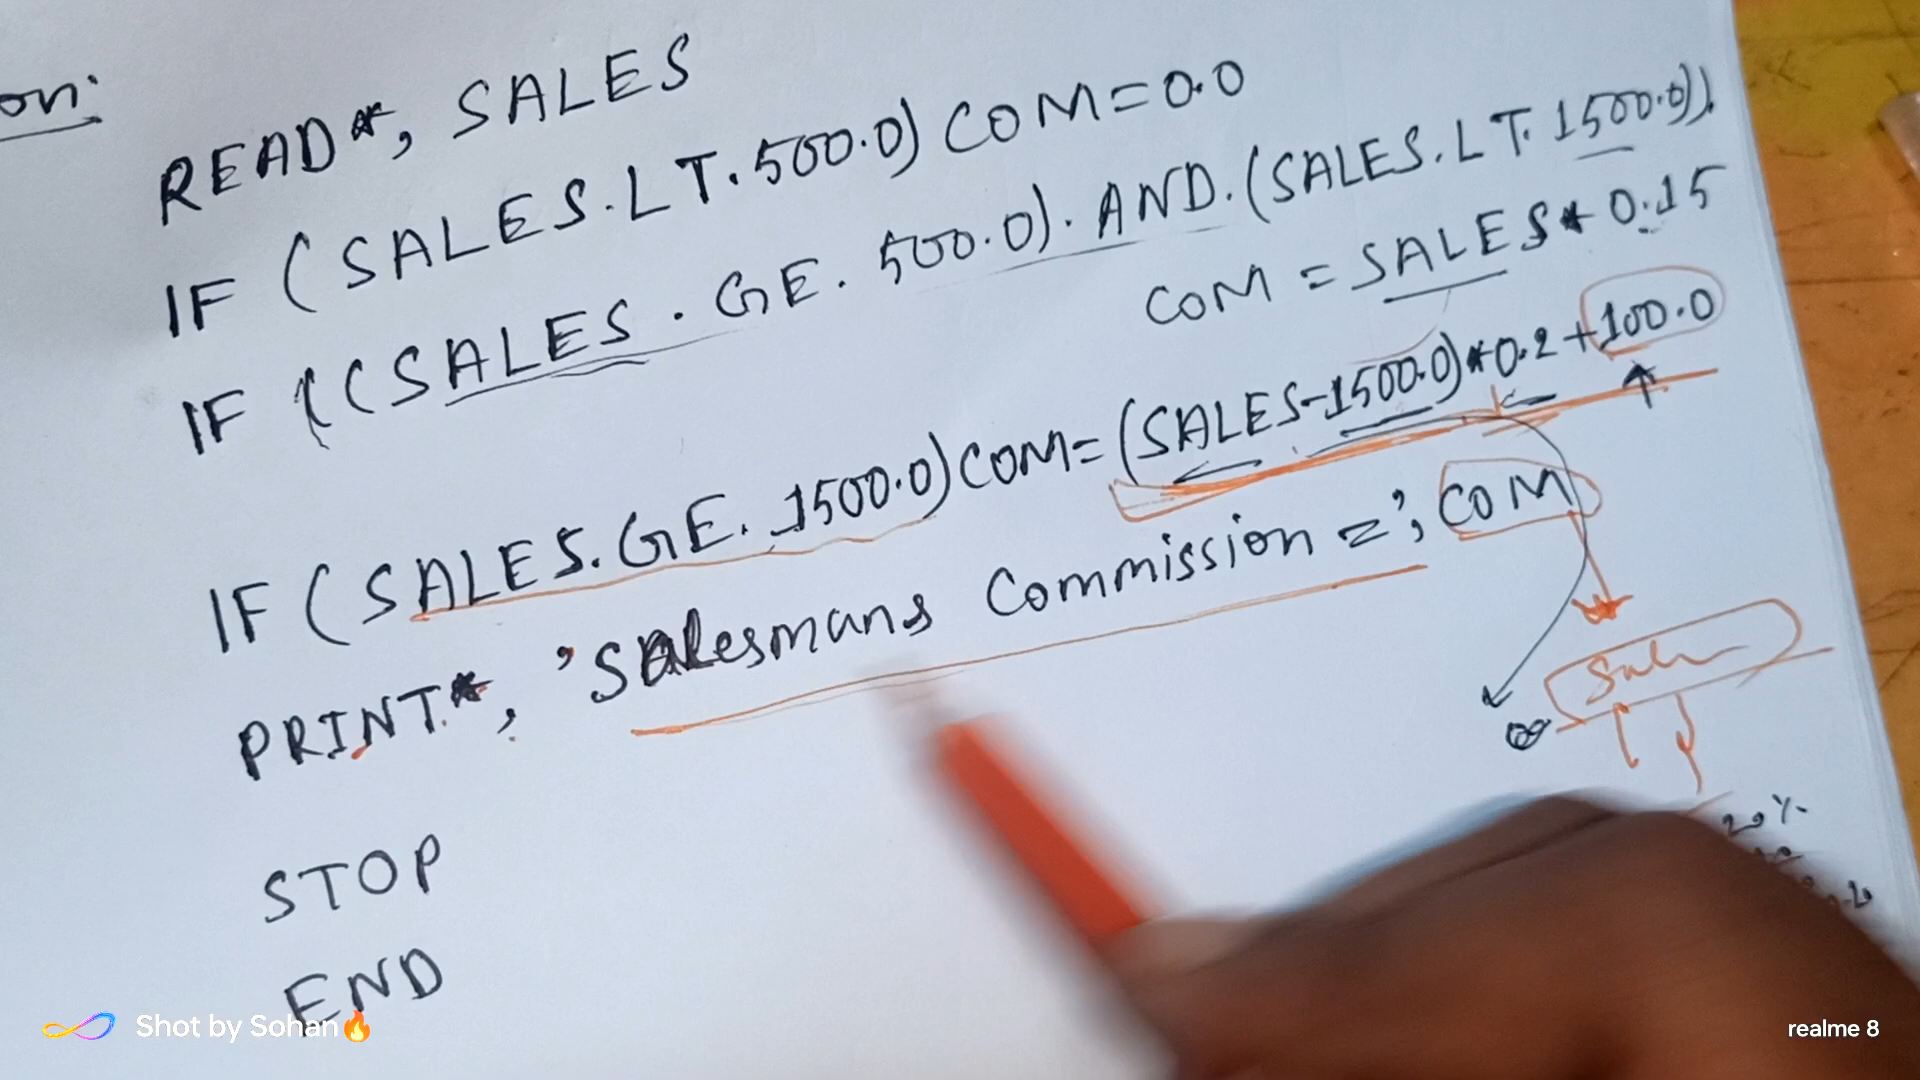 on:
READ*, SALES
IF (SALES.LT.500.0) COM=0.0
IF ((SALES.GE.500.0).AND.(SALES.LT.1500.0))
COM = SALES*0.15
IF (SALES.GE.1500.0)COM=(SALES-1500.0)*0.2+100.0
PRINT*, 'Salesmans Commission =', COM
STOP
END
20%
Shot by Sohan🔥
realme 8